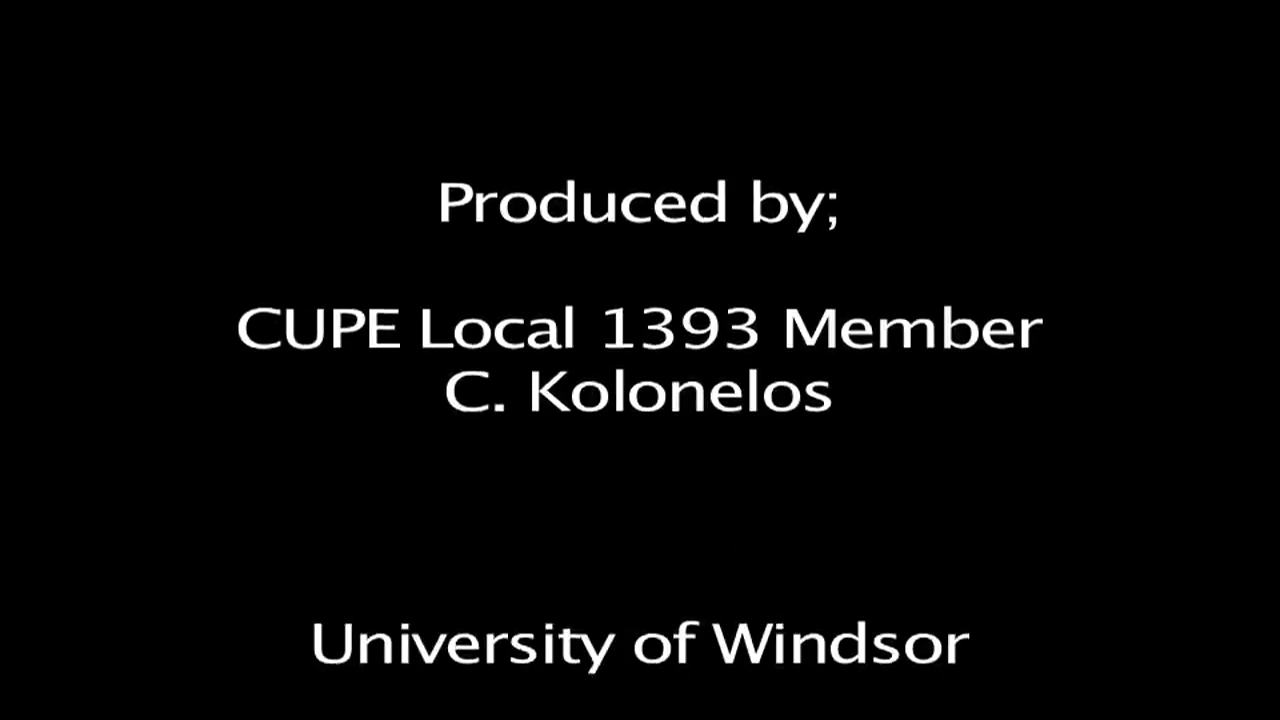 Produced by;
CUPE Local 1393 Member
C. Kolonelos
University of Windsor